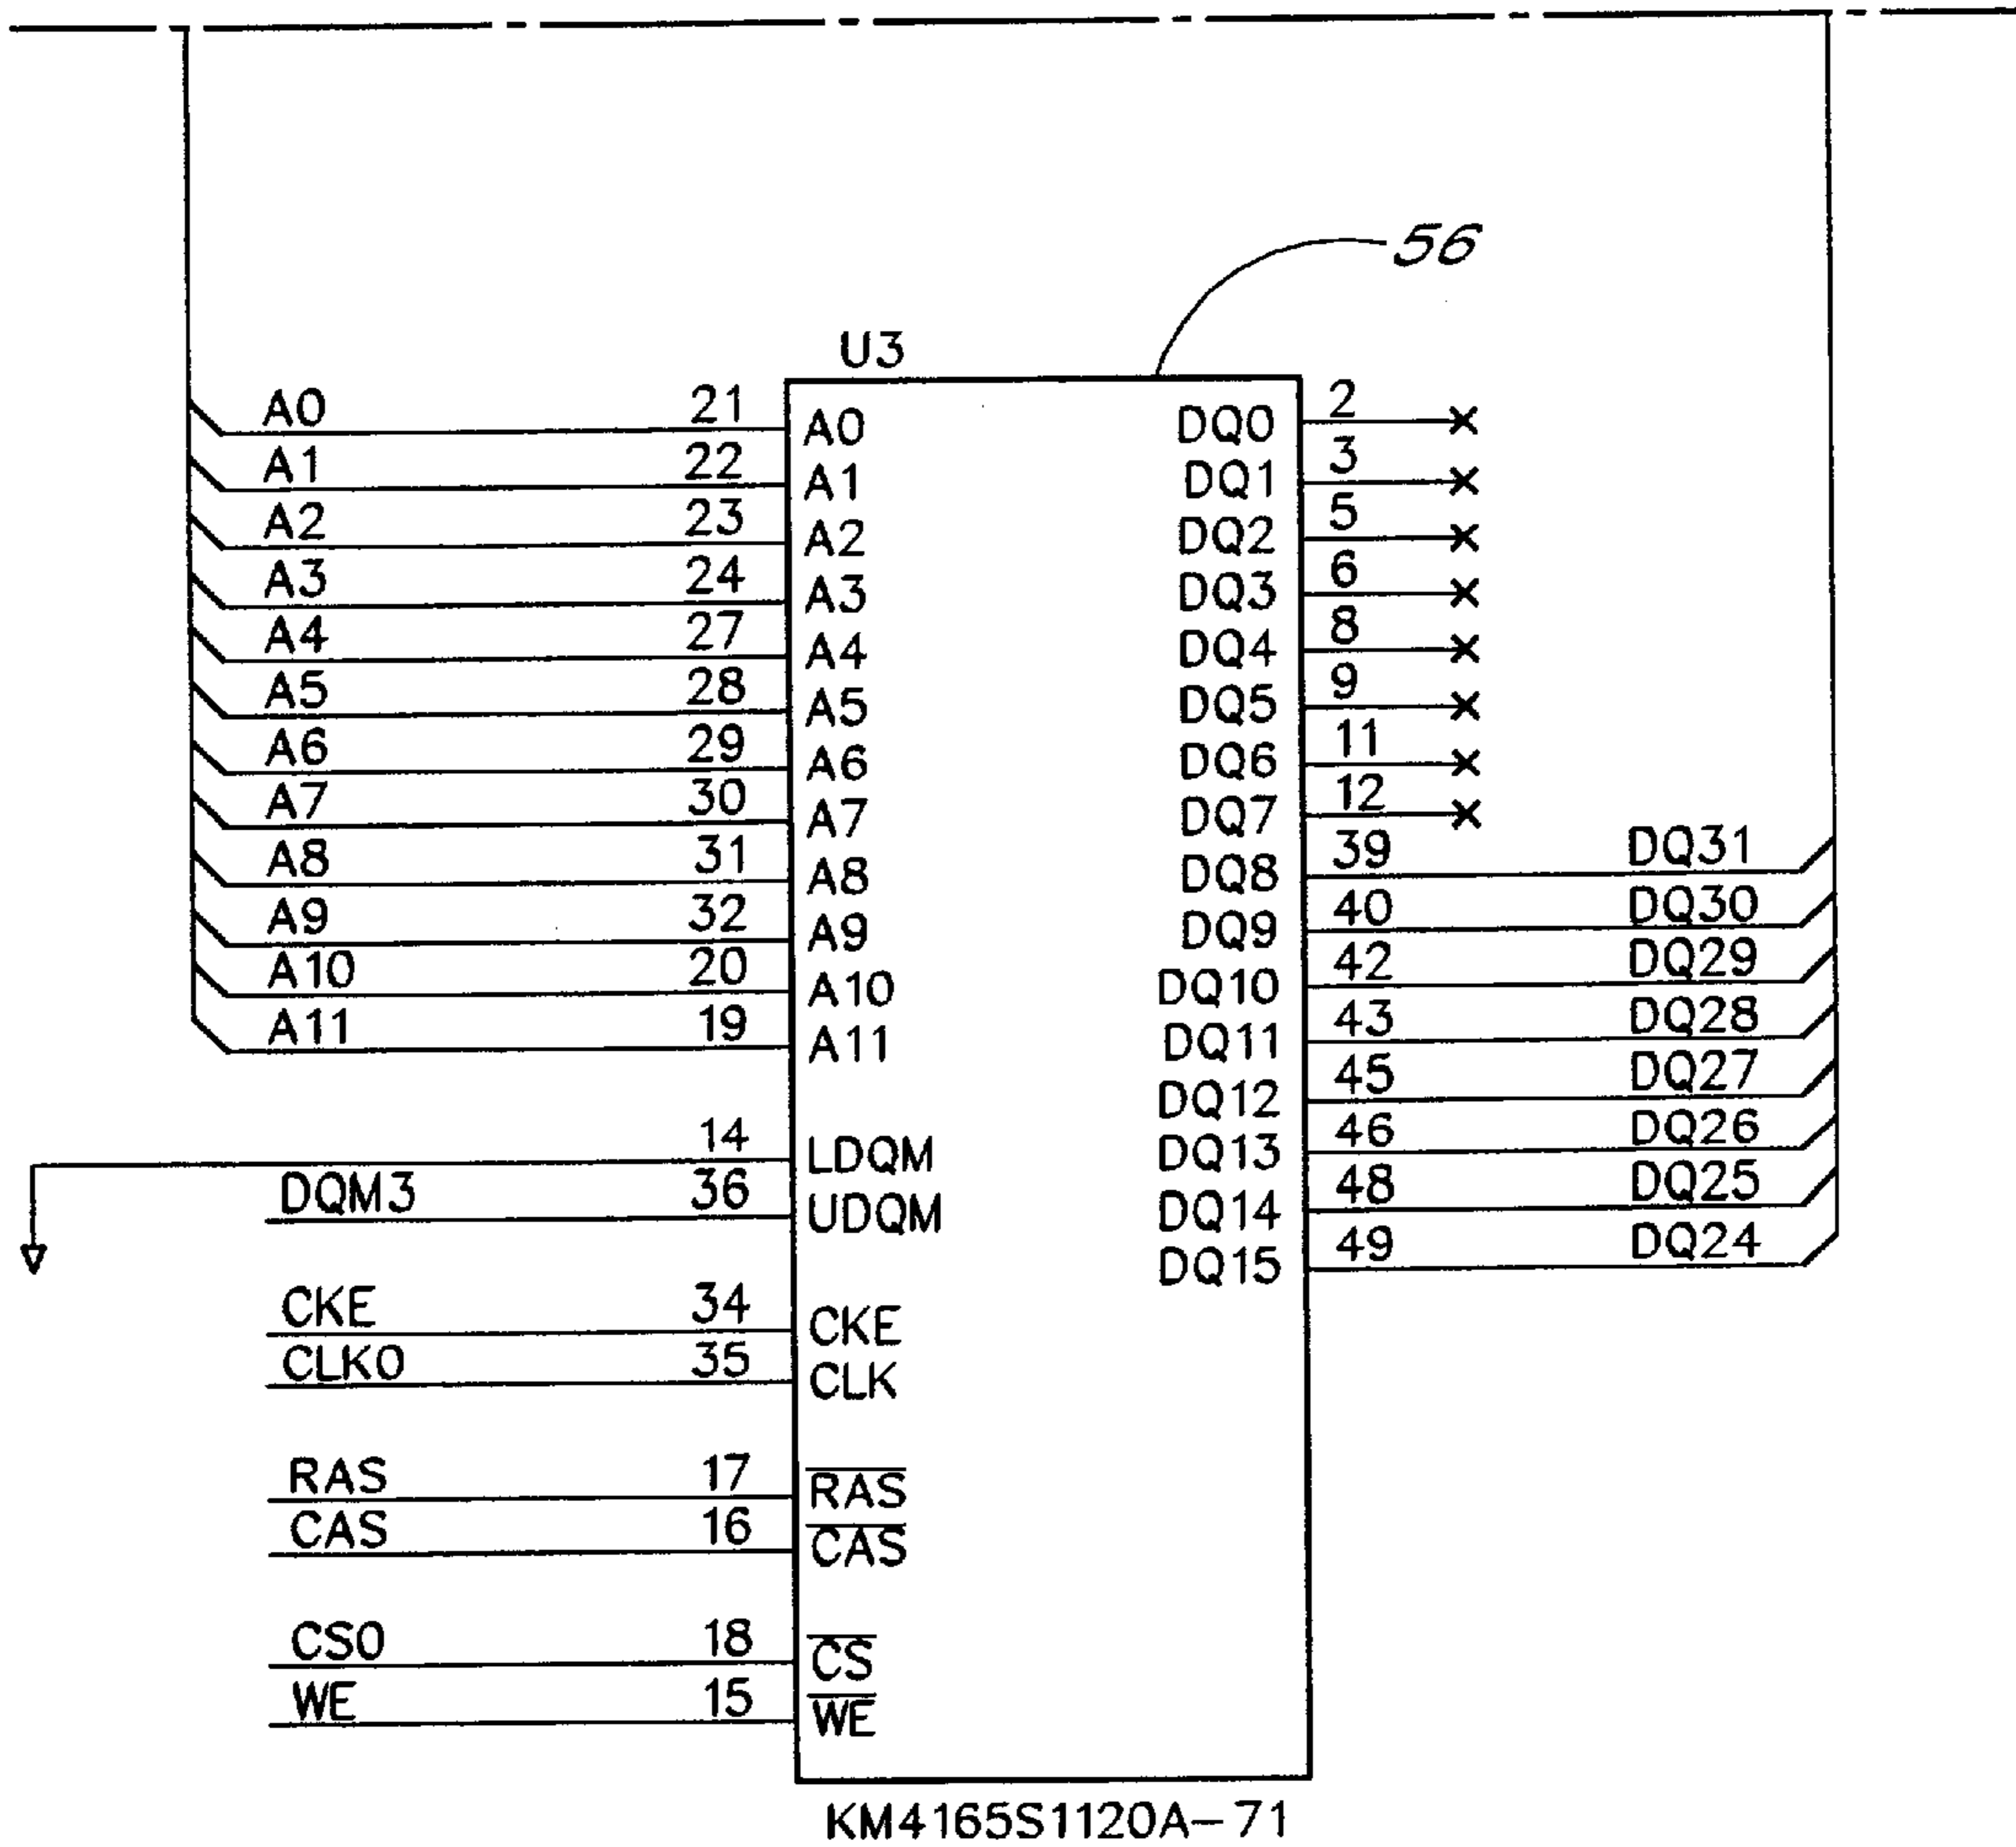 56
U3
A0 21 A0 DQ0 2
A1 22 A1 DQ1 3
A2 23 A2 DQ2 5
A3 24 A3 DQ3 6
A4 27 A4 DQ4 8
A5 28 A5 DQ5 9
A6 29 A6 DQ6 11
A7 30 A7 DQ7 12
A8 31 A8 DQ8 39 DQ31
A9 32 A9 DQ9 40 DQ30
A10 20 A10 DQ10 42 DQ29
A11 19 A11 DQ11 43 DQ28
DQ12 45 DQ27
14 LDQM DQ13 46 DQ26
DQM3 36 UDQM DQ14 48 DQ25
DQ15 49 DQ24
CKE 34 CKE
CLK0 35 CLK
RAS 17 R̅A̅S̅
CAS 16 C̅A̅S̅
CS0 18 C̅S̅
WE 15 W̅E̅
KM4165S1120A-71